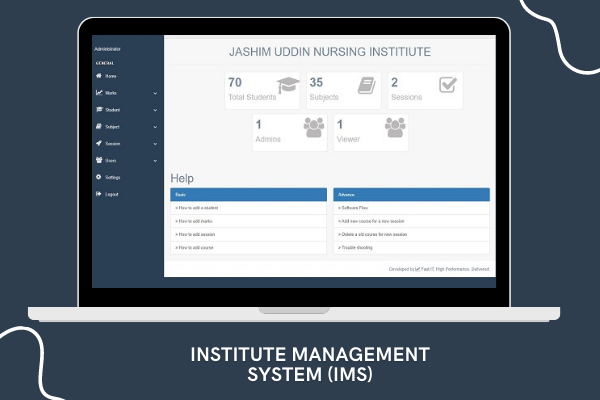 Administrator
GENERAL
Home
Marks
Student
Subject
Session
Users
Settings
Logout
JASHIM UDDIN NURSING INSTITIUTE
70
Total Students
35
Subjects
2
Sessions
1
Admins
1
Viewer
Help
Basic
» How to add a student
» How to add marks
» How to add session
» How to add course
Advance
» Software Flow
» Add new course for a new session
» Delete a old course for new session
» Trouble shooting
Developed by Fast IT. High Performance. Delivered.
INSTITUTE MANAGEMENT
SYSTEM (IMS)